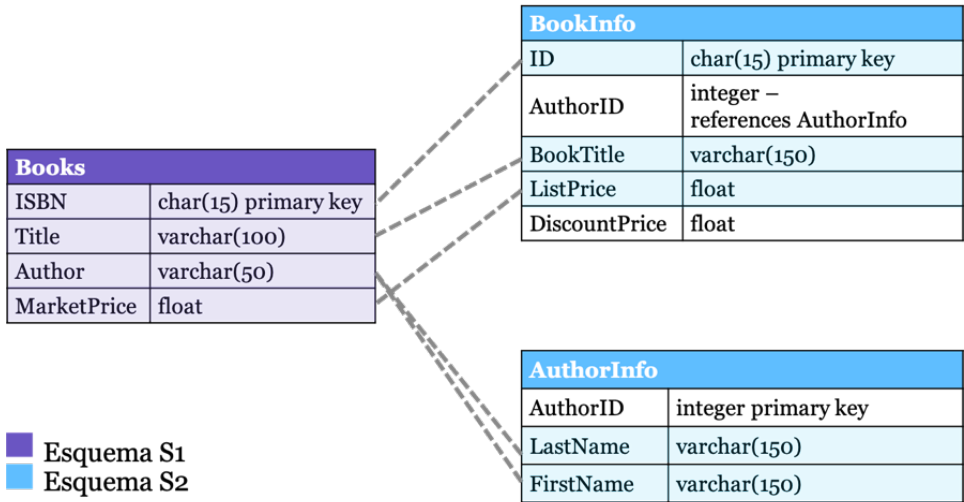 Books
ISBN char(15) primary key
Title varchar(100)
Author varchar(50)
MarketPrice float
BookInfo
ID char(15) primary key
AuthorID integer –
references AuthorInfo
BookTitle varchar(150)
ListPrice float
DiscountPrice float
AuthorInfo
AuthorID integer primary key
LastName varchar(150)
FirstName varchar(150)
Esquema S1
Esquema S2